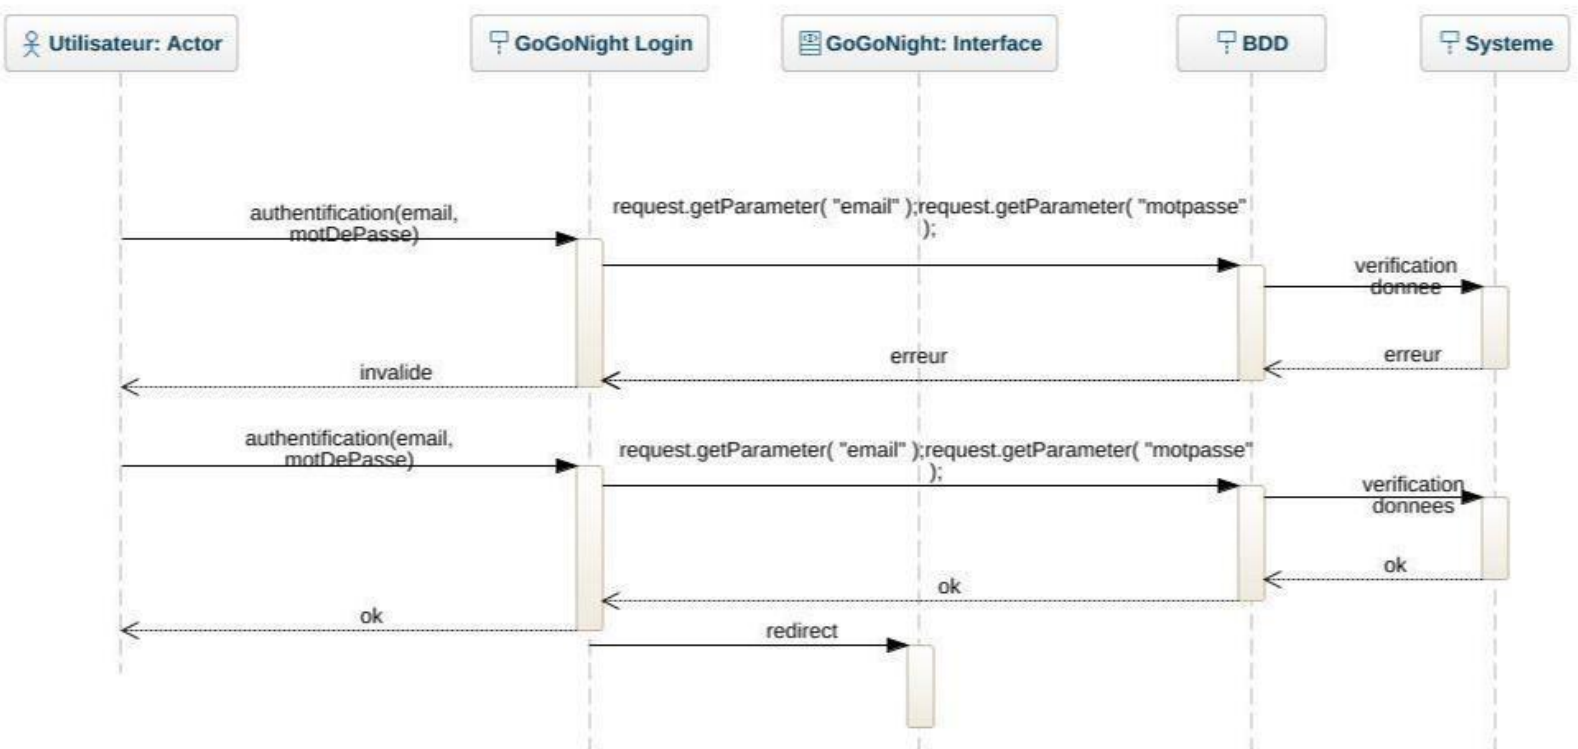 Utilisateur: Actor
GoGoNight Login
GoGoNight: Interface
BDD
Systeme
authentification(email,
motDePasse)
request.getParameter( "email" );request.getParameter( "motpasse"
);
verification
donnee
erreur
erreur
invalide
authentification(email,
motDePasse)
request.getParameter( "email" );request.getParameter( "motpasse"
);
verification
donnees
ok
ok
ok
redirect